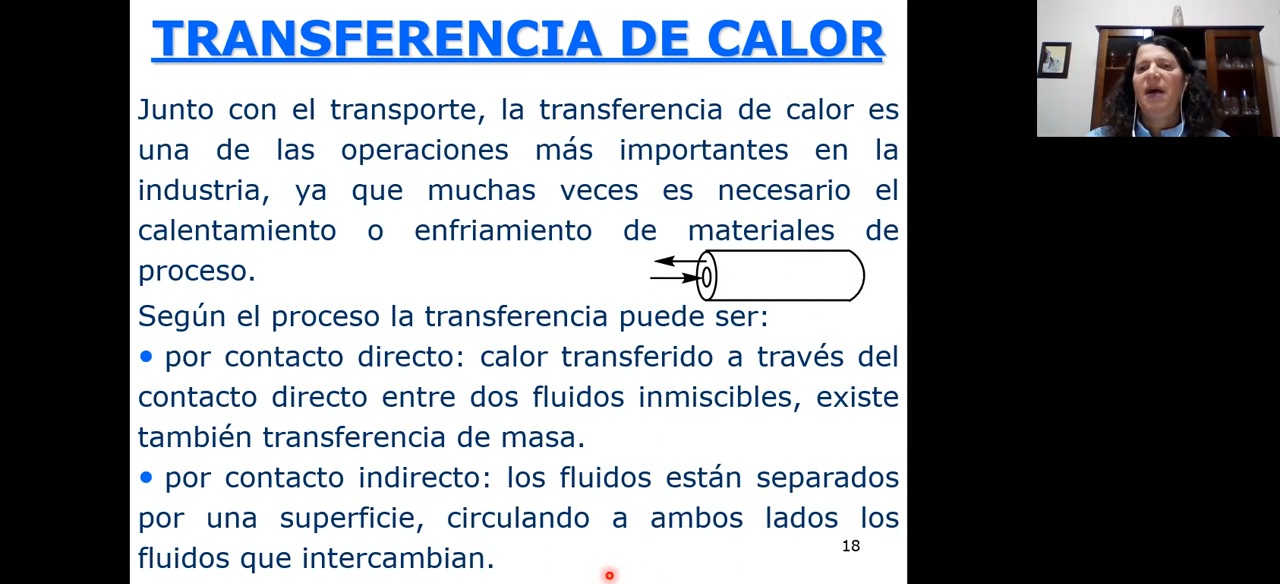 TRANSFERENCIA DE CALOR
Junto con el transporte, la transferencia de calor es
una de las operaciones más importantes en la
industria, ya que muchas veces es necesario el
calentamiento o enfriamiento de materiales de
proceso.
Según el proceso la transferencia puede ser:
• por contacto directo: calor transferido a través del
contacto directo entre dos fluidos inmiscibles, existe
también transferencia de masa.
• por contacto indirecto: los fluidos están separados
por una superficie, circulando a ambos lados los
fluidos que intercambian.
18